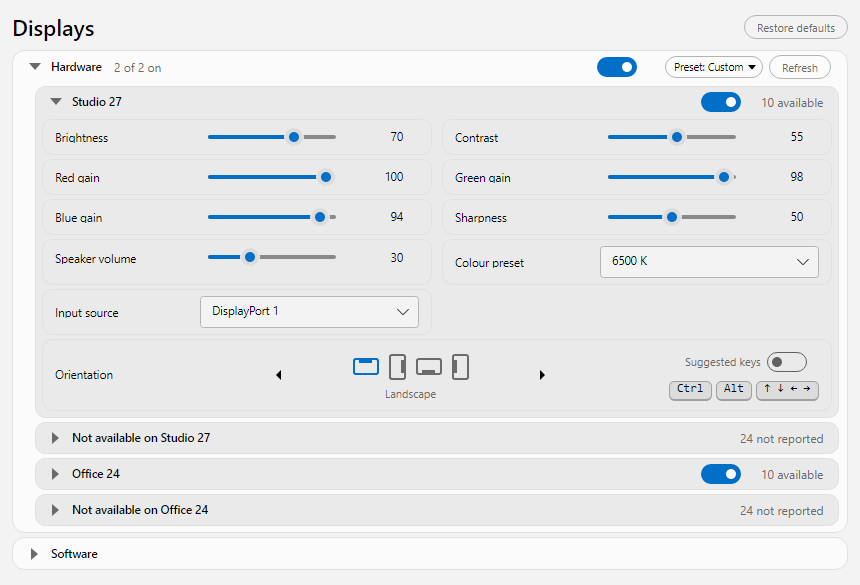 Displays
Restore defaults
Hardware 2 of 2 on
Preset: Custom
Refresh
Studio 27
10 available
Brightness 70
Contrast 55
Red gain 100
Green gain 98
Blue gain 94
Sharpness 50
Speaker volume 30
Colour preset 6500 K
Input source DisplayPort 1
Orientation
Landscape
Suggested keys
Ctrl Alt ↑ ↓ ← →
Not available on Studio 27
24 not reported
Office 24
10 available
Not available on Office 24
24 not reported
Software